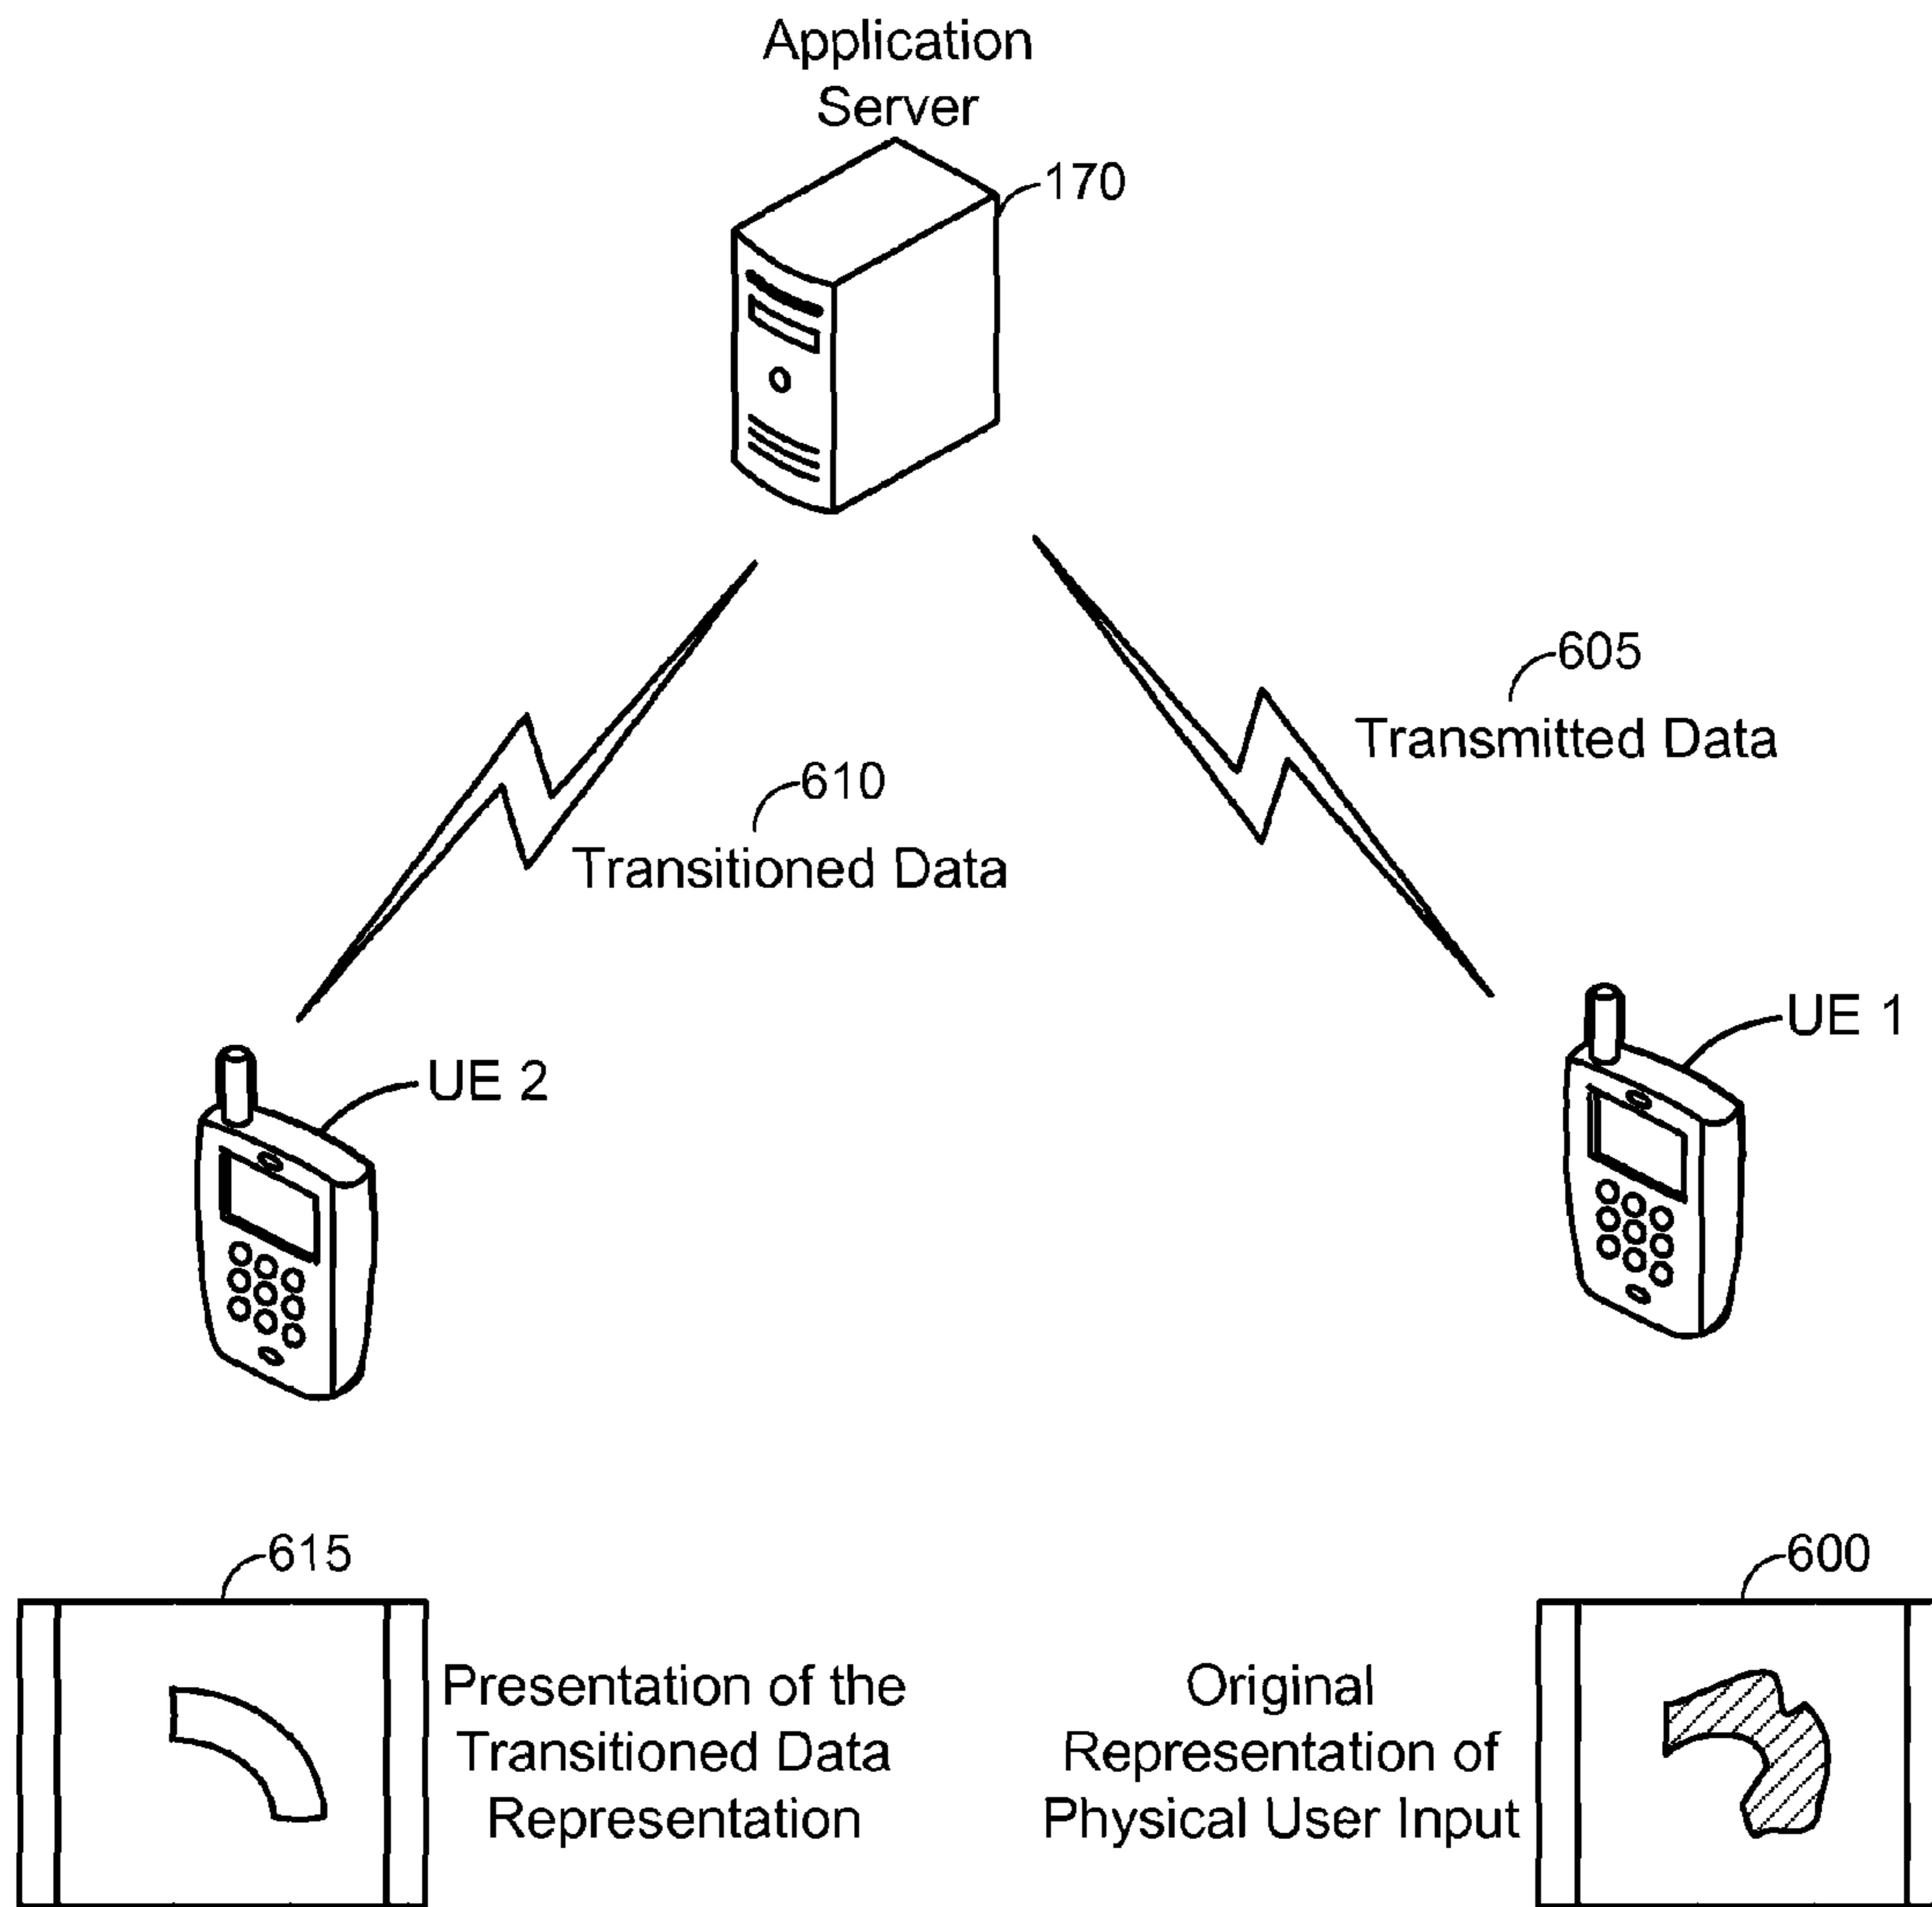 Application
Server
170
605
Transmitted Data
610
Transitioned Data
UE 1
UE 2
615
600
Presentation of the
Transitioned Data
Representation
Original
Representation of
Physical User Input